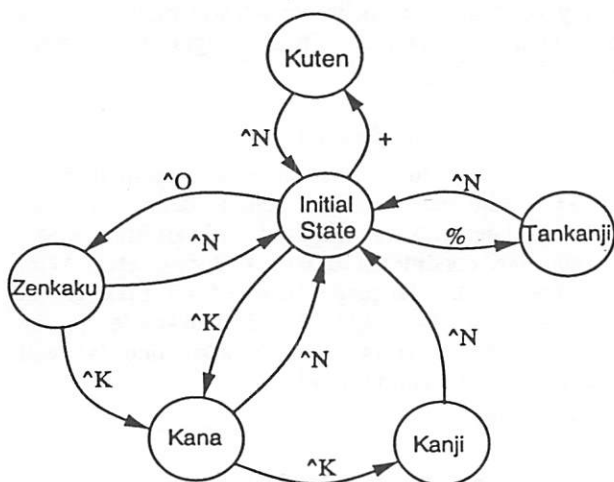 Kuten
^N
+
^O
Initial
State
^N
^N
%
Tankanji
Zenkaku
^K
^N
^N
^K
Kana
^K
Kanji